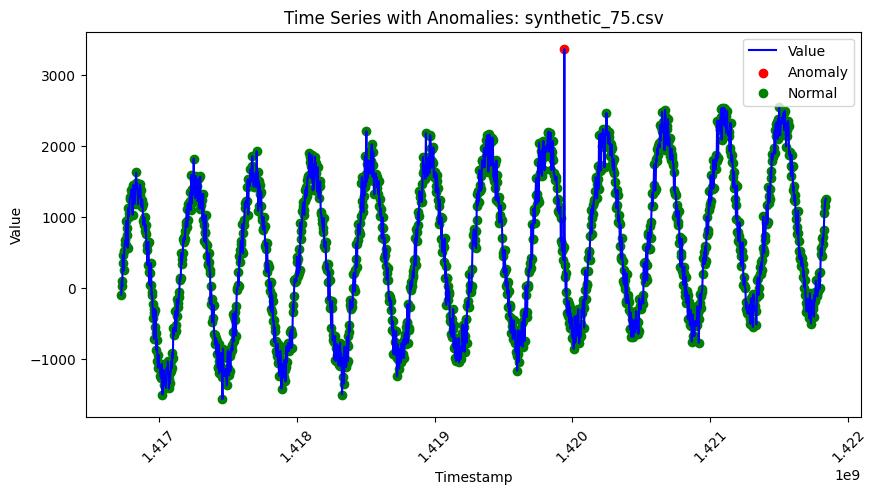 Time Series with Anomalies: synthetic_75.csv
Value
Anomaly
Normal
3000
2000
1000
0
−1000
Value
1.417
1.418
1.419
1.420
1.421
1.422
1e9
Timestamp